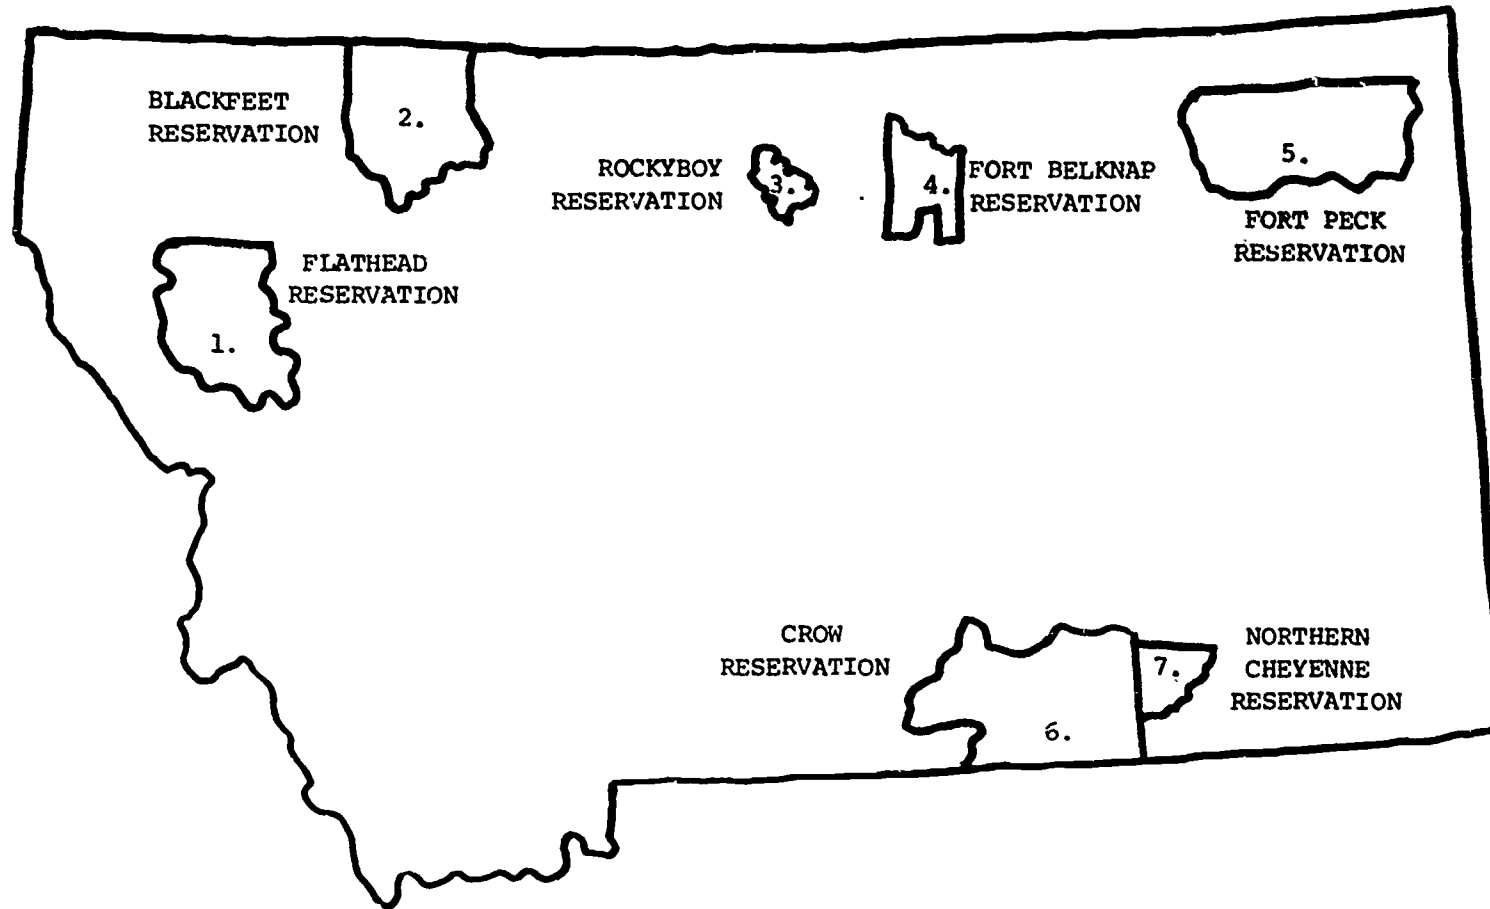 BLACKFEET
RESERVATION
2.
ROCKYBOY
RESERVATION
3.
4.
FORT BELKNAP
RESERVATION
5.
FORT PECK
RESERVATION
FLATHEAD
RESERVATION
1.
CROW
RESERVATION
6.
7.
NORTHERN
CHEYENNE
RESERVATION